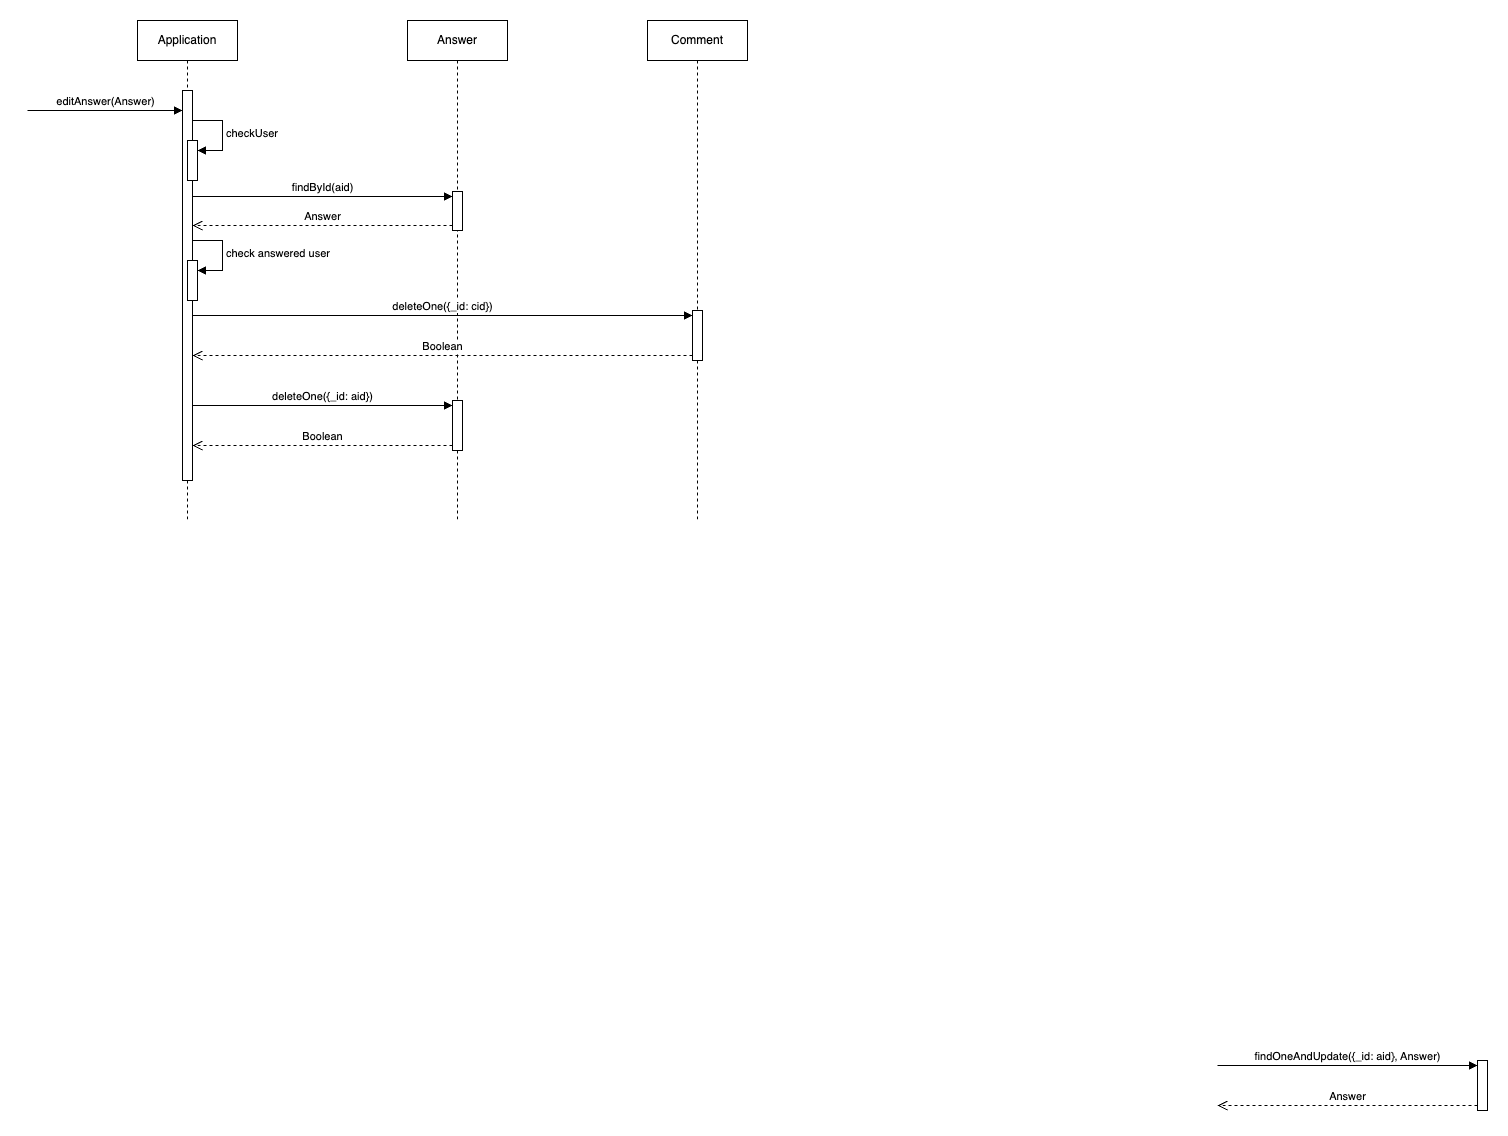 Application
Answer
Comment
editAnswer(Answer)
checkUser
findById(aid)
Answer
check answered user
deleteOne({_id: cid})
Boolean
deleteOne({_id: aid})
Boolean
findOneAndUpdate({_id: aid}, Answer)
Answer